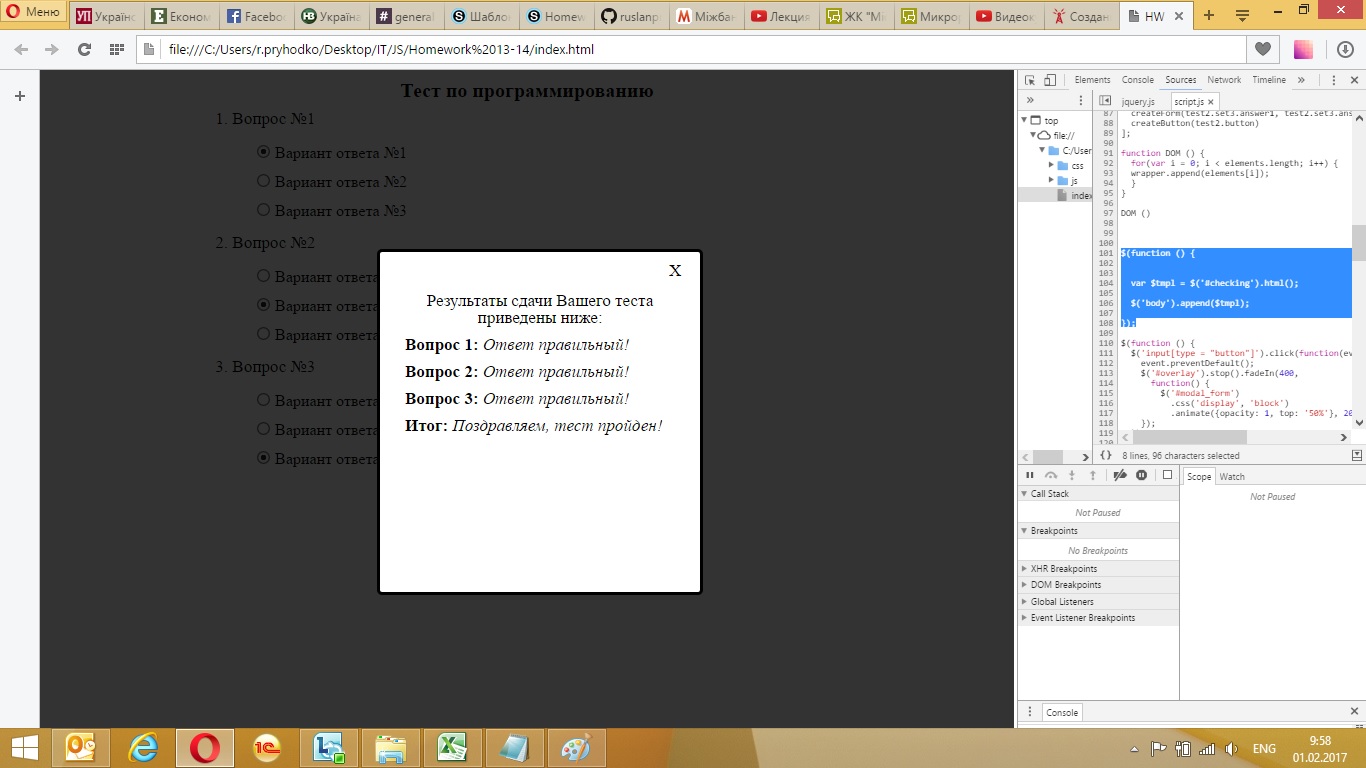 Меню
Українс
Економ
Faceboo
Україна
general
Шаблон
Homew
ruslanpr
Міжбан
Лекция
ЖК "Мі
Микрор
Видеок
Создан
HW
file:///C:/Users/r.pryhodko/Desktop/IT/JS/Homework%2013-14/index.html
Тест по программированию
1. Вопрос №1
Вариант ответа №1
Вариант ответа №2
Вариант ответа №3
2. Вопрос №2
Вариант ответа
Вариант ответа
Вариант ответа
3. Вопрос №3
Вариант ответа
Вариант ответа
Вариант ответа
X
Результаты сдачи Вашего теста
приведены ниже:
Вопрос 1: Ответ правильный!
Вопрос 2: Ответ правильный!
Вопрос 3: Ответ правильный!
Итог: Поздравляем, тест пройден!
Elements Console Sources Network Timeline »
»
top
file://
C:/User
css
js
index
jquery.js script.js
87 createForm(test2.set3.answer1, test2.set3.ans
88 createButton(test2.button)
89 ];
90
91 function DOM () {
92 for(var i = 0; i < elements.length; i++) {
93 wrapper.append(elements[i]);
94 }
95 }
96
97 DOM ()
98
99
100
101 $(function () {
102
103
104 var $tmpl = $('#checking').html();
105
106 $('body').append($tmpl);
107
108 });
109
110 $(function () {
111 $('input[type = "button"]').click(function(ev
112 event.preventDefault();
113 $('#overlay').stop().fadeIn(400,
114 function() {
115 $('#modal_form')
116 .css('display', 'block')
117 .animate({opacity: 1, top: '50%'}, 20
118 });
119
{} 8 lines, 96 characters selected
Call Stack
Not Paused
Breakpoints
No Breakpoints
XHR Breakpoints
DOM Breakpoints
Global Listeners
Event Listener Breakpoints
Scope Watch
Not Paused
Console
ENG
9:58
01.02.2017